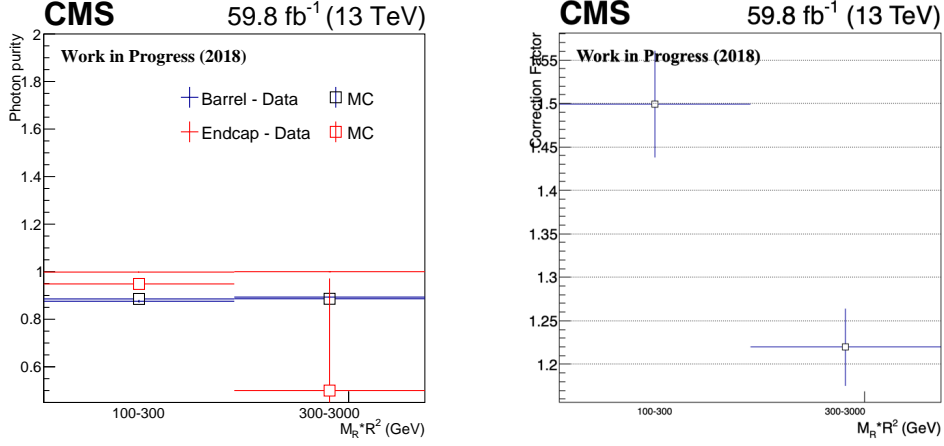 CMS 59.8 fb⁻¹ (13 TeV)
Photon purity
2
1.8
1.6
1.4
1.2
1
0.8
0.6
Work in Progress (2018)
Barrel - Data MC
Endcap - Data MC
100-300 300-3000
M_R*R² (GeV)
59.8 fb⁻¹ (13 TeV)
CMS
Correction Factor
1.55
1.5
1.45
1.4
1.35
1.3
1.25
1.2
Work in Progress (2018)
100-300 300-3000
M_R*R² (GeV)